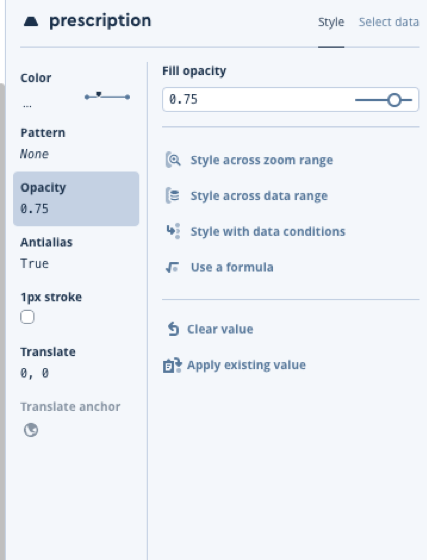 prescription
Style
Select data
Color
...
Pattern
None
Opacity
0.75
Antialias
True
1px stroke
Translate
0, 0
Translate anchor
Fill opacity
0.75
Style across zoom range
Style across data range
Style with data conditions
Use a formula
Clear value
Apply existing value